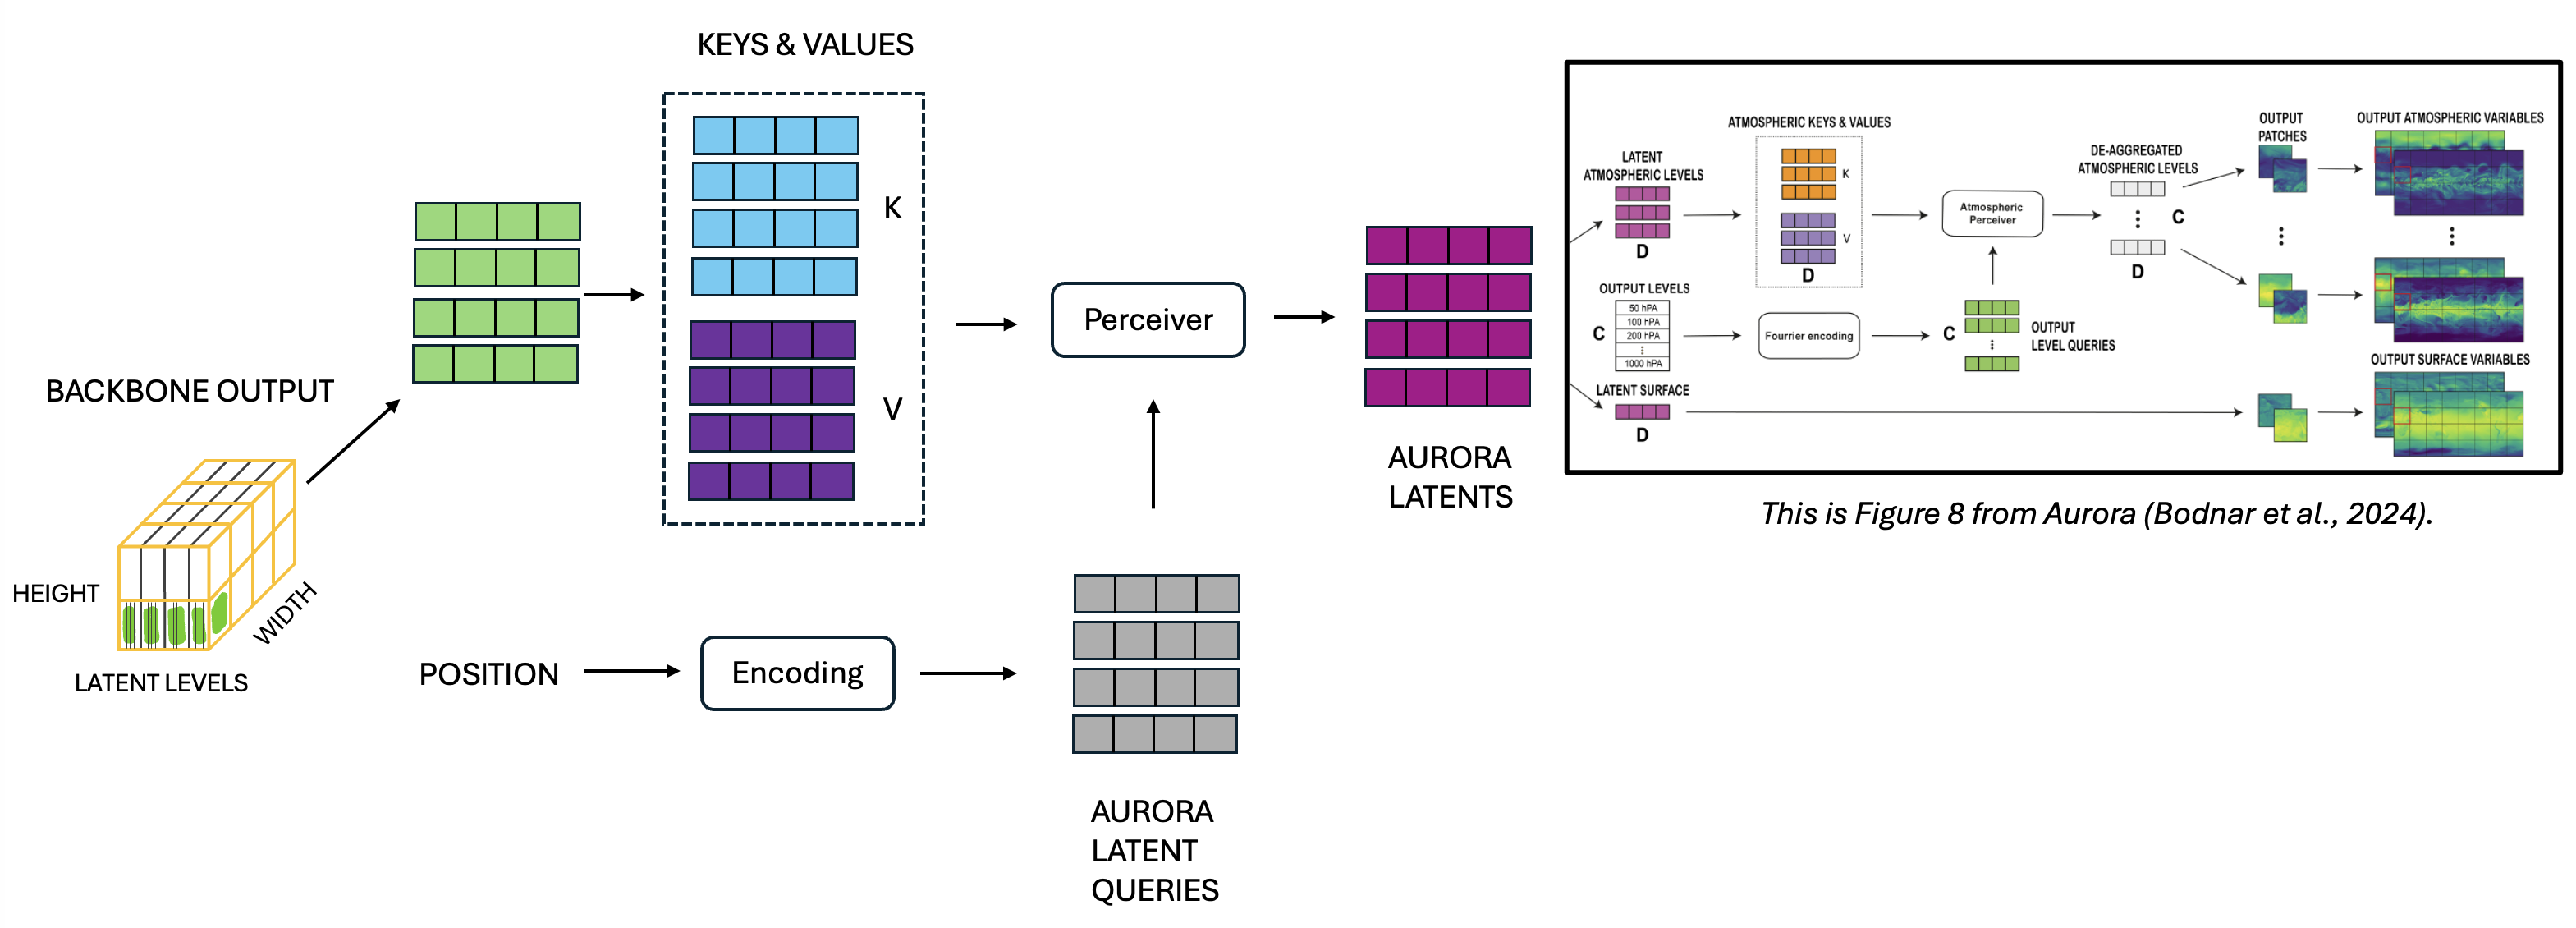 KEYS & VALUES
K
V
BACKBONE OUTPUT
HEIGHT
WIDTH
LATENT LEVELS
POSITION
Encoding
Perceiver
AURORA
LATENT
QUERIES
AURORA
LATENTS
ATMOSPHERIC KEYS & VALUES
LATENT
ATMOSPHERIC LEVELS
D
K
V
D
Atmospheric
Perceiver
DE-AGGREGATED
ATMOSPHERIC LEVELS
C
D
OUTPUT
PATCHES
OUTPUT ATMOSPHERIC VARIABLES
OUTPUT LEVELS
C
50 hPA
100 hPA
200 hPA
1000 hPA
Fourrier encoding
C
OUTPUT
LEVEL QUERIES
OUTPUT SURFACE VARIABLES
LATENT SURFACE
D
This is Figure 8 from Aurora (Bodnar et al., 2024).